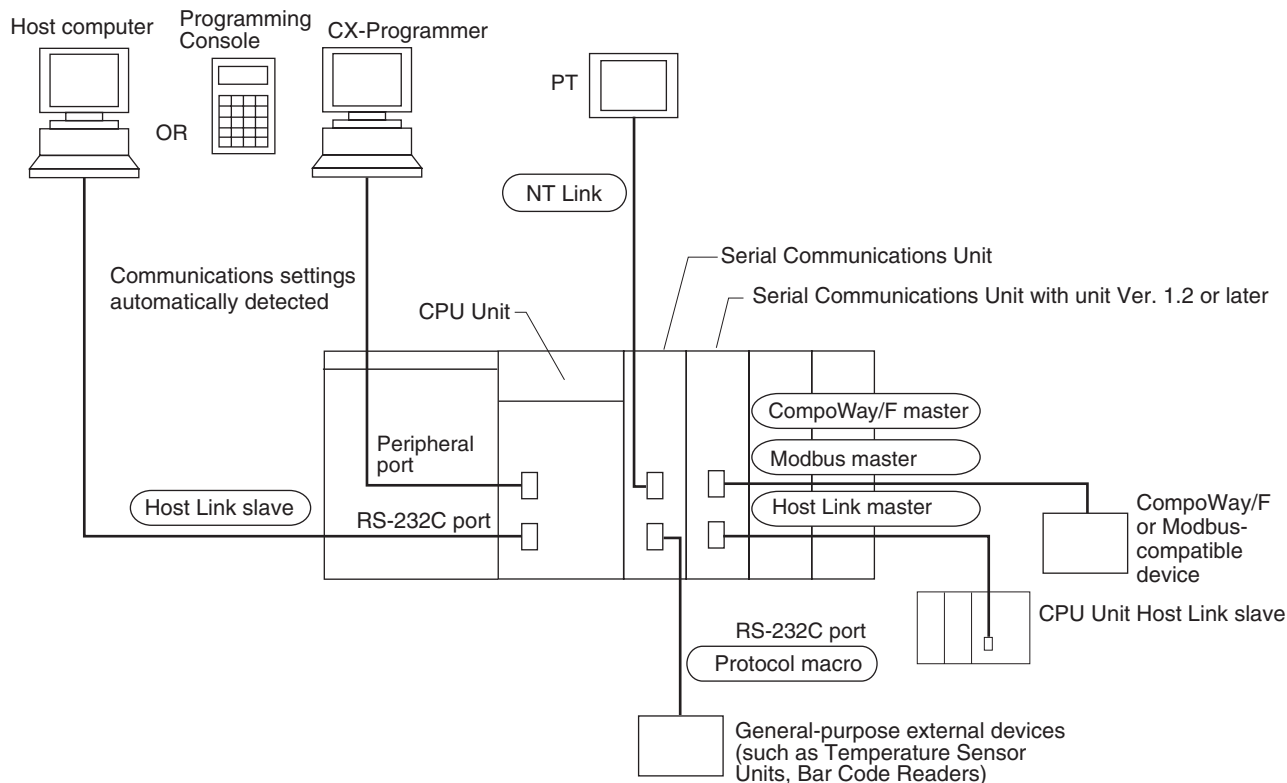 Host computer
Programming
Console
CX-Programmer
OR
PT
NT Link
Communications settings
automatically detected
CPU Unit
Serial Communications Unit
Serial Communications Unit with unit Ver. 1.2 or later
CompoWay/F master
Modbus master
Host Link master
Peripheral
port
Host Link slave
RS-232C port
CompoWay/F
or Modbus-
compatible
device
CPU Unit Host Link slave
RS-232C port
Protocol macro
General-purpose external devices
(such as Temperature Sensor
Units, Bar Code Readers)